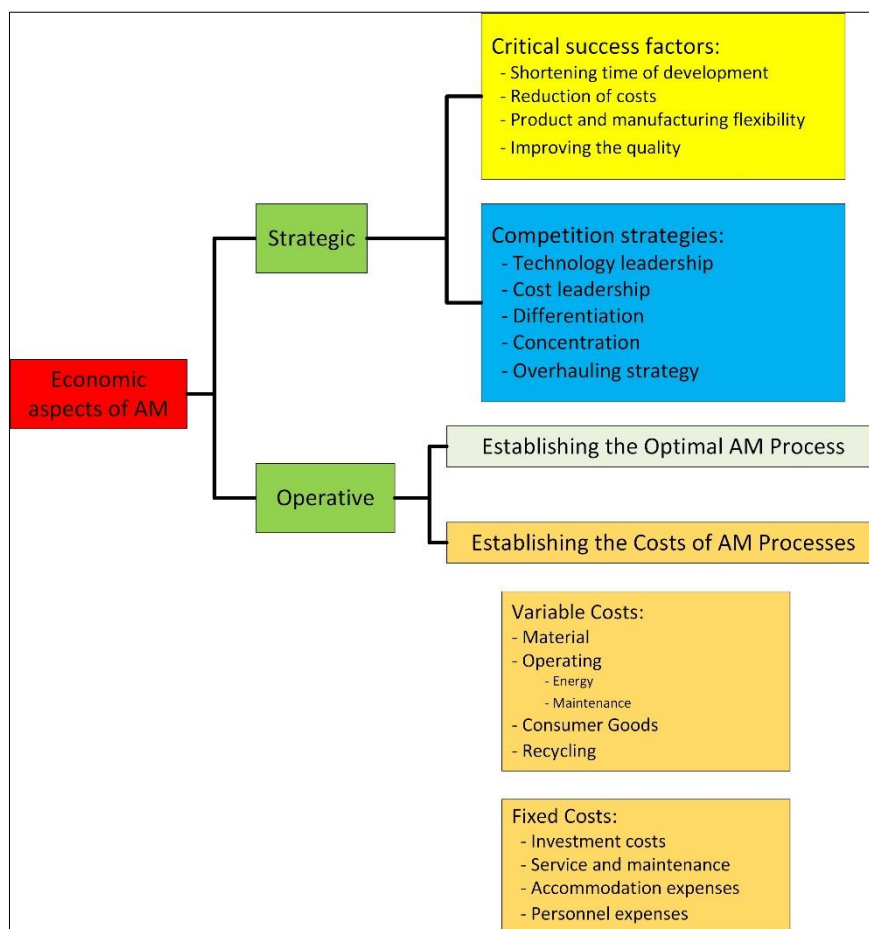 Economic
aspects of AM
Strategic
Critical success factors:
- Shortening time of development
- Reduction of costs
- Product and manufacturing flexibility
- Improving the quality
Competition strategies:
- Technology leadership
- Cost leadership
- Differentiation
- Concentration
- Overhauling strategy
Operative
Establishing the Optimal AM Process
Establishing the Costs of AM Processes
Variable Costs:
- Material
- Operating
- Energy
- Maintenance
- Consumer Goods
- Recycling
Fixed Costs:
- Investment costs
- Service and maintenance
- Accommodation expenses
- Personnel expenses